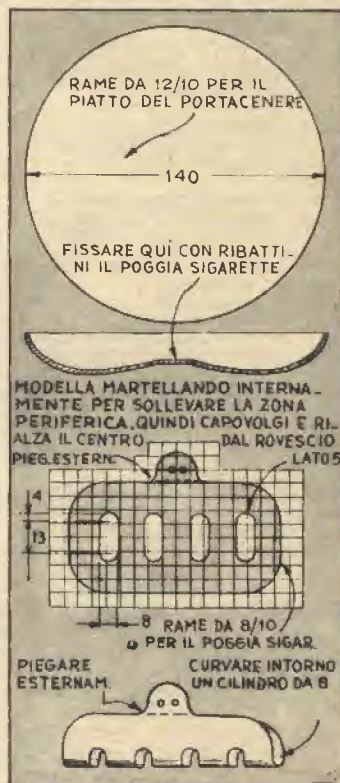 RAME DA 12/10 PER IL
PIATTO DEL PORTACENERE
140
FISSARE QUÍ CON RIBATTI-
NI IL POGGIA SIGARETTE
MODELLA MARTELLANDO INTERNA-
MENTE PER SOLLEVARE LA ZONA
PERIFERICA, QUINDI CAPOVOLGI E RI-
ALZA IL CENTRO DAL ROVESCIO
PIEG. ESTERN. LATO 5
4
13
8 RAME DA 8/10
PER IL POGGIA SIGAR.
PIEGARE
ESTERNAM.
CURVARE INTORNO
UN CILINDRO DA 8